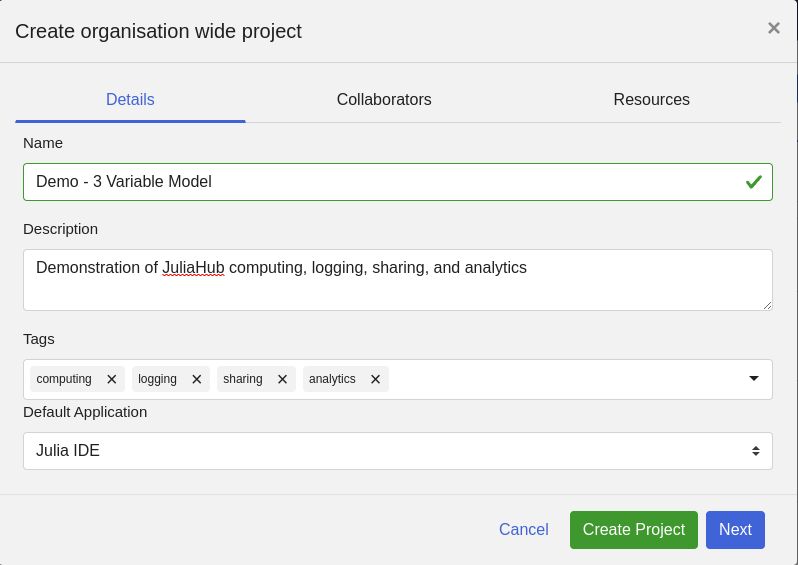 Create organisation wide project
Details Collaborators Resources
Name
Demo - 3 Variable Model
Description
Demonstration of JuliaHub computing, logging, sharing, and analytics
Tags
computing logging sharing analytics
Default Application
Julia IDE
Cancel Create Project Next